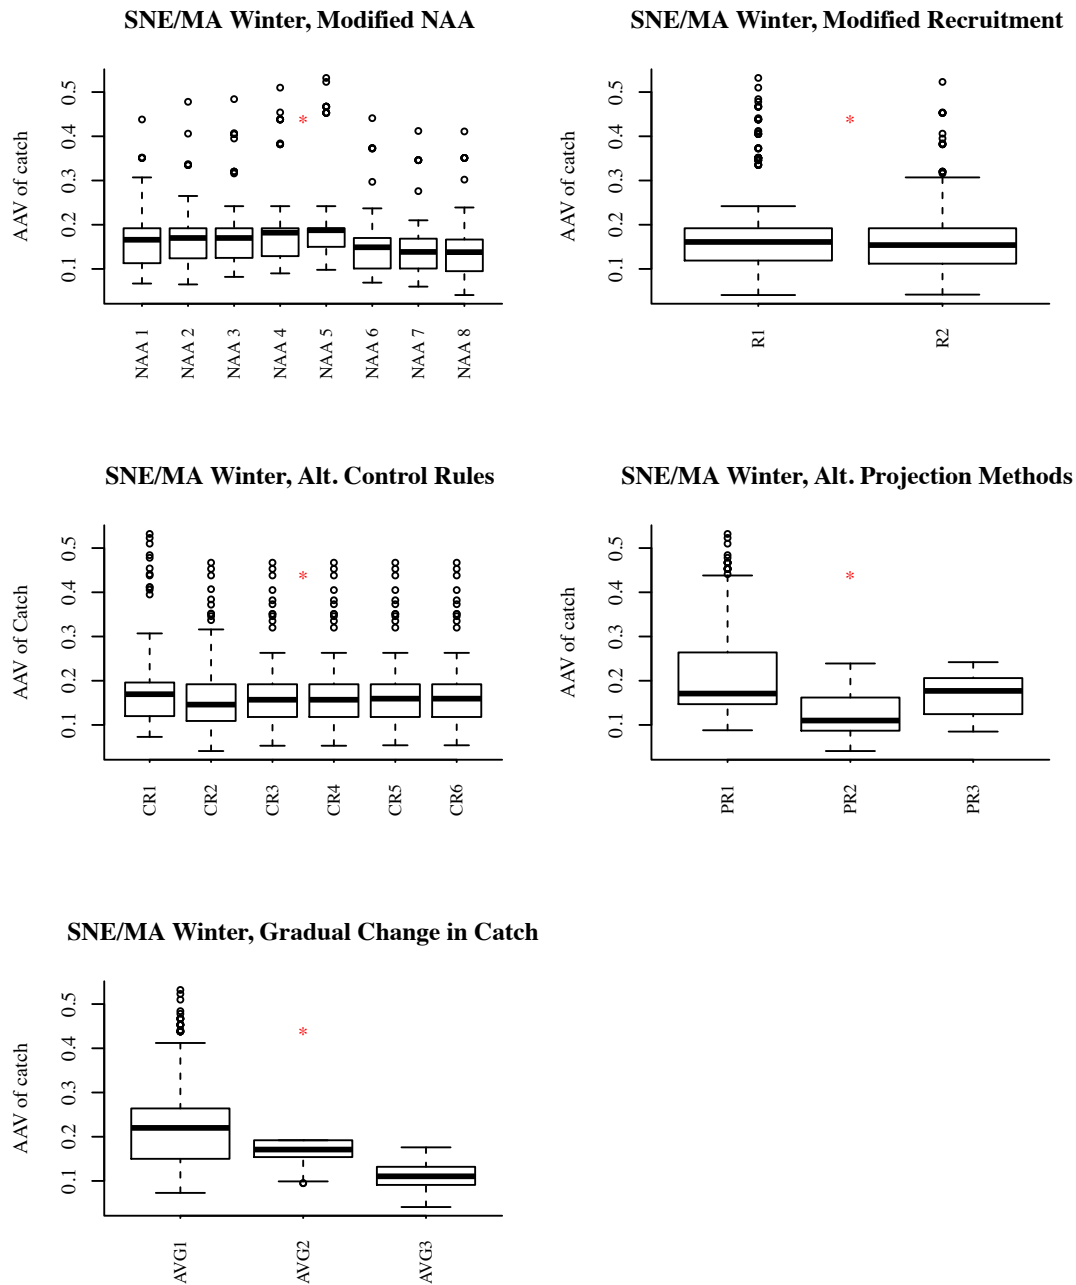 SNE/MA Winter, Modified NAA
AAV of catch
0.1 0.2 0.3 0.4 0.5
*
NAA 1 NAA 2 NAA 3 NAA 4 NAA 5 NAA 6 NAA 7 NAA 8
SNE/MA Winter, Modified Recruitment
AAV of catch
0.1 0.2 0.3 0.4 0.5
*
R1 R2
SNE/MA Winter, Alt. Control Rules
AAV of Catch
0.1 0.2 0.3 0.4 0.5
*
CR1 CR2 CR3 CR4 CR5 CR6
SNE/MA Winter, Alt. Projection Methods
AAV of catch
0.1 0.2 0.3 0.4 0.5
*
PR1 PR2 PR3
SNE/MA Winter, Gradual Change in Catch
AAV of catch
0.1 0.2 0.3 0.4 0.5
*
AVG1 AVG2 AVG3